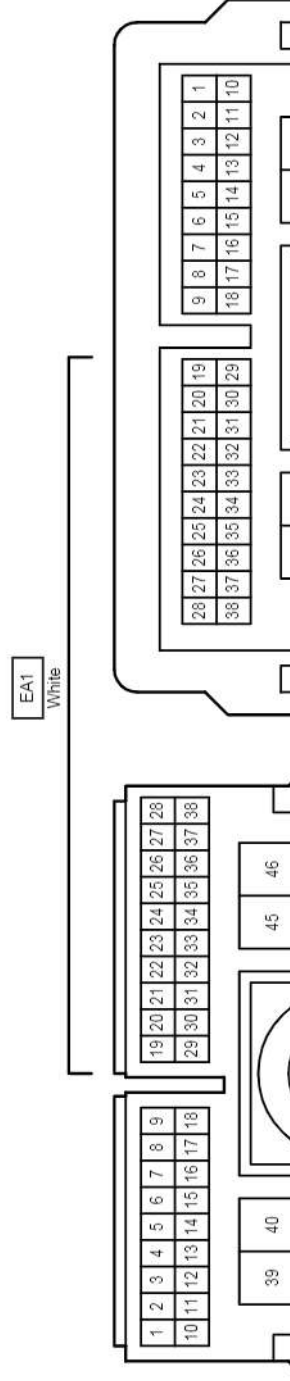 EA1
White
1 2 3 4 5 6 7 8 9 19 20 21 22 23 24 25 26 27 28
10 11 12 13 14 15 16 17 18 29 30 31 32 33 34 35 36 37 38
39 40 45 46
28 27 26 25 24 23 22 21 20 19 9 8 7 6 5 4 3 2 1
38 37 36 35 34 33 32 31 30 29 18 17 16 15 14 13 12 11 10